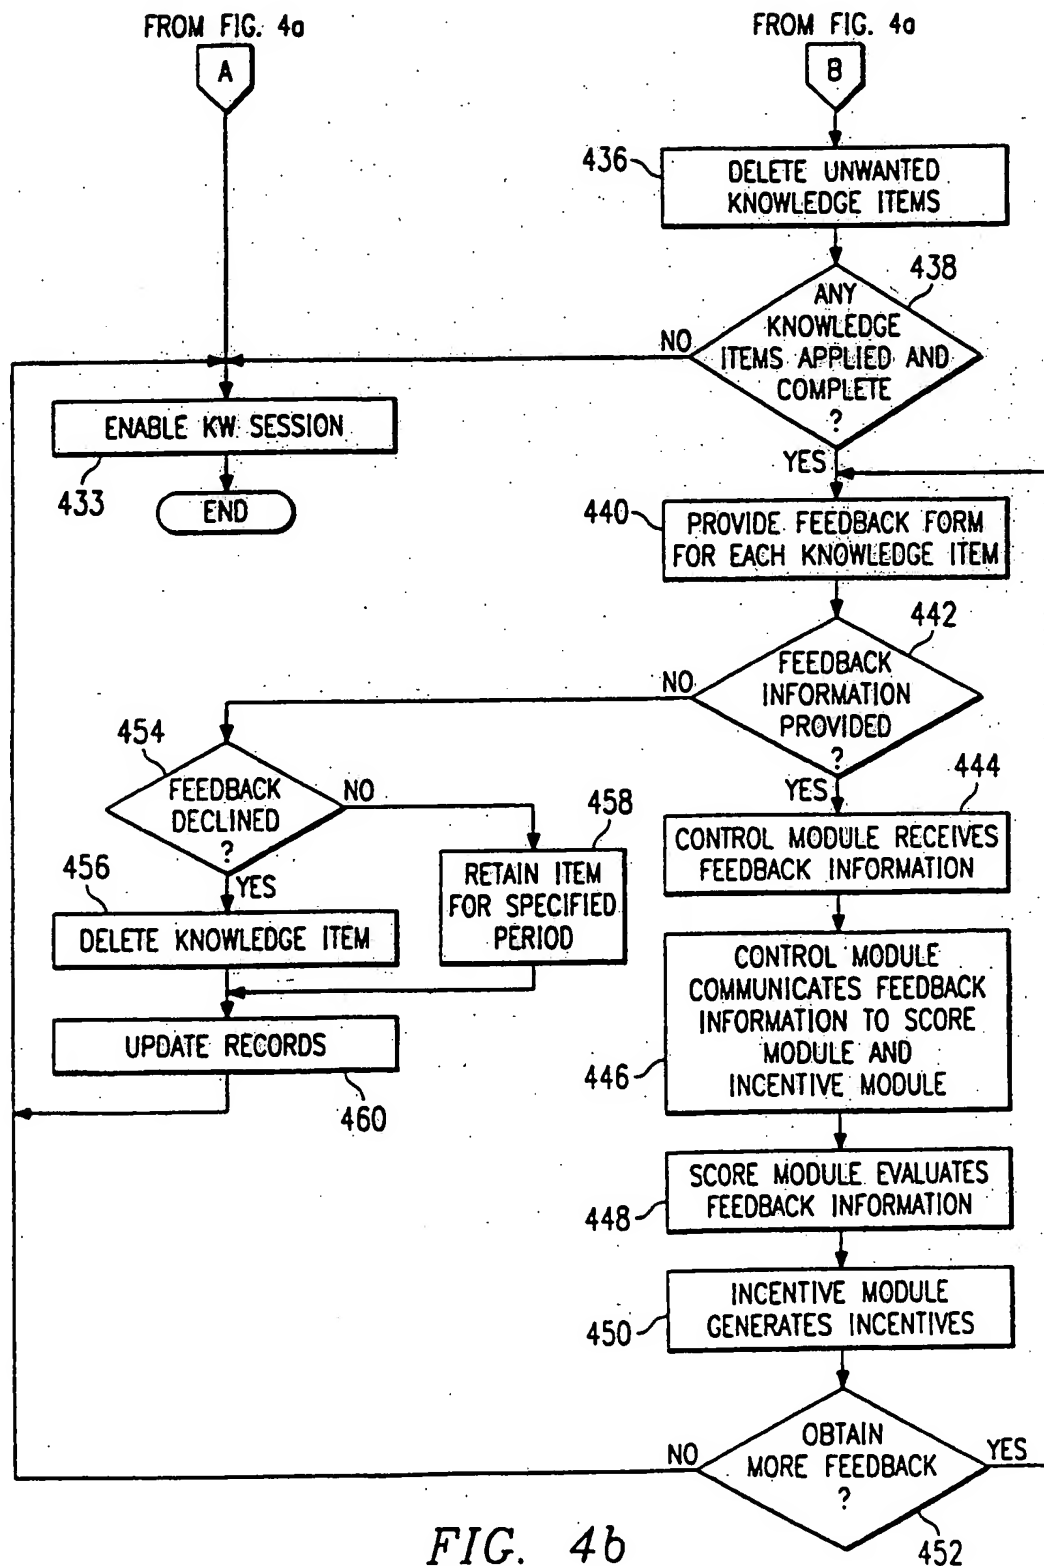 FROM FIG. 4a
A
FROM FIG. 4a
B
436
DELETE UNWANTED
KNOWLEDGE ITEMS
438
ANY
KNOWLEDGE
ITEMS APPLIED AND
COMPLETE
?
NO
YES
ENABLE KW SESSION
433
END
440
PROVIDE FEEDBACK FORM
FOR EACH KNOWLEDGE ITEM
442
FEEDBACK
INFORMATION
PROVIDED
?
NO
YES
454
FEEDBACK
DECLINED
?
NO
YES
458
RETAIN ITEM
FOR SPECIFIED
PERIOD
456
DELETE KNOWLEDGE ITEM
UPDATE RECORDS
460
444
CONTROL MODULE RECEIVES
FEEDBACK INFORMATION
CONTROL MODULE
COMMUNICATES FEEDBACK
INFORMATION TO SCORE
MODULE AND
INCENTIVE MODULE
446
SCORE MODULE EVALUATES
FEEDBACK INFORMATION
448
INCENTIVE MODULE
GENERATES INCENTIVES
450
OBTAIN
MORE FEEDBACK
?
NO
YES
452
FIG. 4b